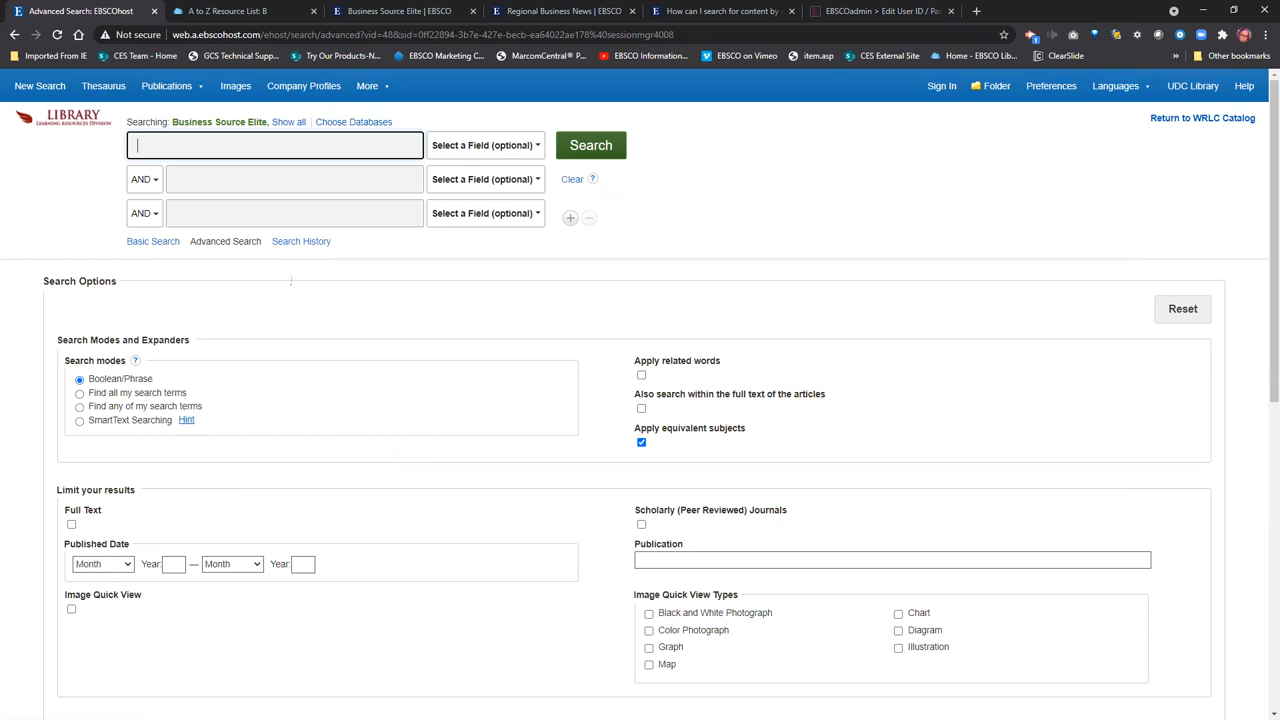 Advanced Search: EBSCOhost
A to Z Resource List: B
Business Source Elite | EBSCO
Regional Business News | EBSCO
How can I search for content by
EBSCOadmin > Edit User ID / Pas
Not secure | web.a.ebscohost.com/ehost/search/advanced?vid=48&sid=0ff22894-3b7e-427e-becb-ea64022ae178%40sessionmgr4008
Imported From IE
CES Team - Home
GCS Technical Sup...
Try Our Products-N...
EBSCO Marketing C...
MarcomCentral® P...
EBSCO Information...
EBSCO on Vimeo
item.asp
CES External Site
Home - EBSCO Lib...
ClearSlide
»
Other bookmarks
New Search
Thesaurus
Publications
Images
Company Profiles
More
Sign In
Folder
Preferences
Languages
UDC Library
Help
LIBRARY
LEARNING RESOURCES DIVISION
Searching: Business Source Elite, Show all | Choose Databases
Return to WRLC Catalog
Select a Field (optional)
Search
AND
Select a Field (optional)
Clear ?
AND
Select a Field (optional)
+ −
Basic Search Advanced Search Search History
Search Options
Reset
Search Modes and Expanders
Search modes ?
Boolean/Phrase
Find all my search terms
Find any of my search terms
SmartText Searching Hint
Apply related words
Also search within the full text of the articles
Apply equivalent subjects
Limit your results
Full Text
Scholarly (Peer Reviewed) Journals
Published Date
Month Year: — Month Year:
Publication
Image Quick View
Image Quick View Types
Black and White Photograph
Chart
Color Photograph
Diagram
Graph
Illustration
Map